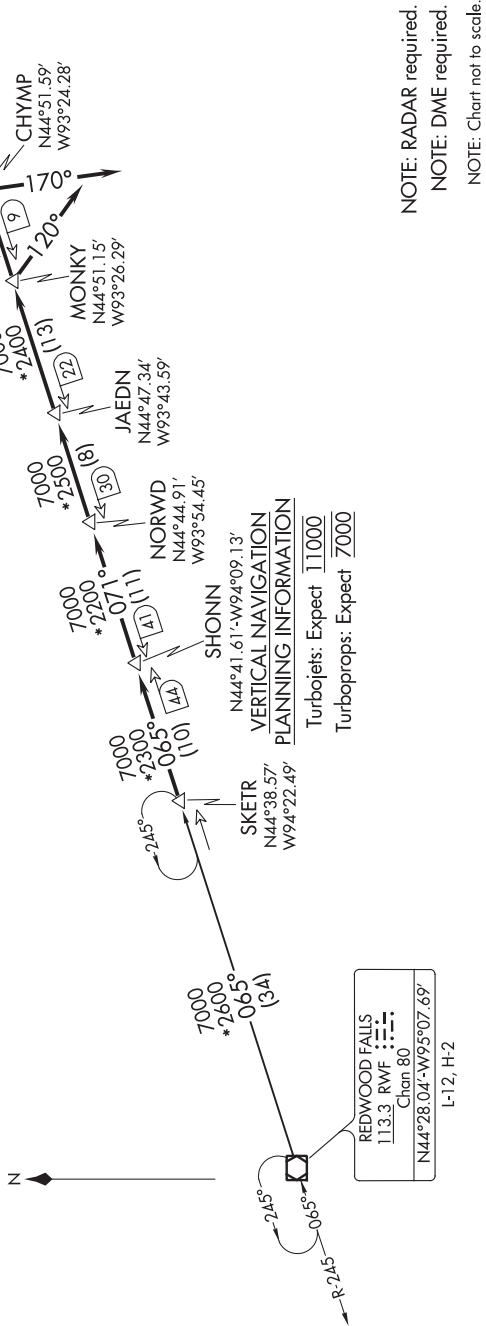 CHYMP
N44°51.59'
W93°24.28'
170°
120°
9
MONKY
N44°51.15'
W93°26.29'
*2400
(13)
22
JAEDN
N44°47.34'
W93°43.59'
7000
*2500
(8)
30
NORWD
N44°44.91'
W93°54.45'
7000
*2200
071°
(11)
41
44
SHONN
N44°41.61'-W94°09.13'
VERTICAL NAVIGATION
PLANNING INFORMATION
Turbojets: Expect 11000
Turboprops: Expect 7000
7000
*2300
065°
(10)
245°
SKETR
N44°38.57'
W94°22.49'
7000
*2600
065°
(34)
REDWOOD FALLS
113.3 RWF
Chan 80
N44°28.04'-W95°07.69'
L-12, H-2
245°
065°
R-245
N
NOTE: RADAR required.
NOTE: DME required.
NOTE: Chart not to scale.